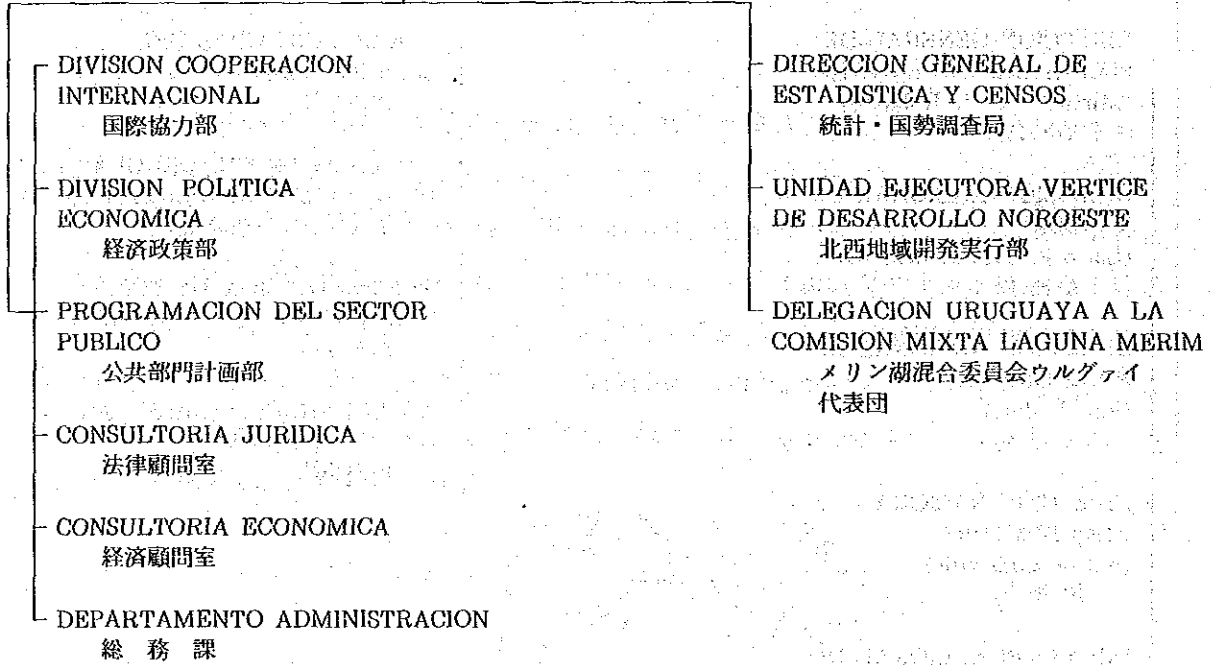 DIVISION COOPERACION
INTERNACIONAL
国際協力部
DIVISION POLITICA
ECONOMICA
経済政策部
PROGRAMACION DEL SECTOR
PUBLICO
公共部門計画部
CONSULTORIA JURIDICA
法律顧問室
CONSULTORIA ECONOMICA
経済顧問室
DEPARTAMENTO ADMINISTRACION
総務課
DIRECCION GENERAL DE
ESTADISTICA Y CENSOS
統計・国勢調査局
UNIDAD EJECUTORA VERTICE
DE DESARROLLO NOROESTE
北西地域開発実行部
DELEGACION URUGUAYA A LA
COMISION MIXTA LAGUNA MERIM
メリン湖混合委員会ウルグァイ
代表団